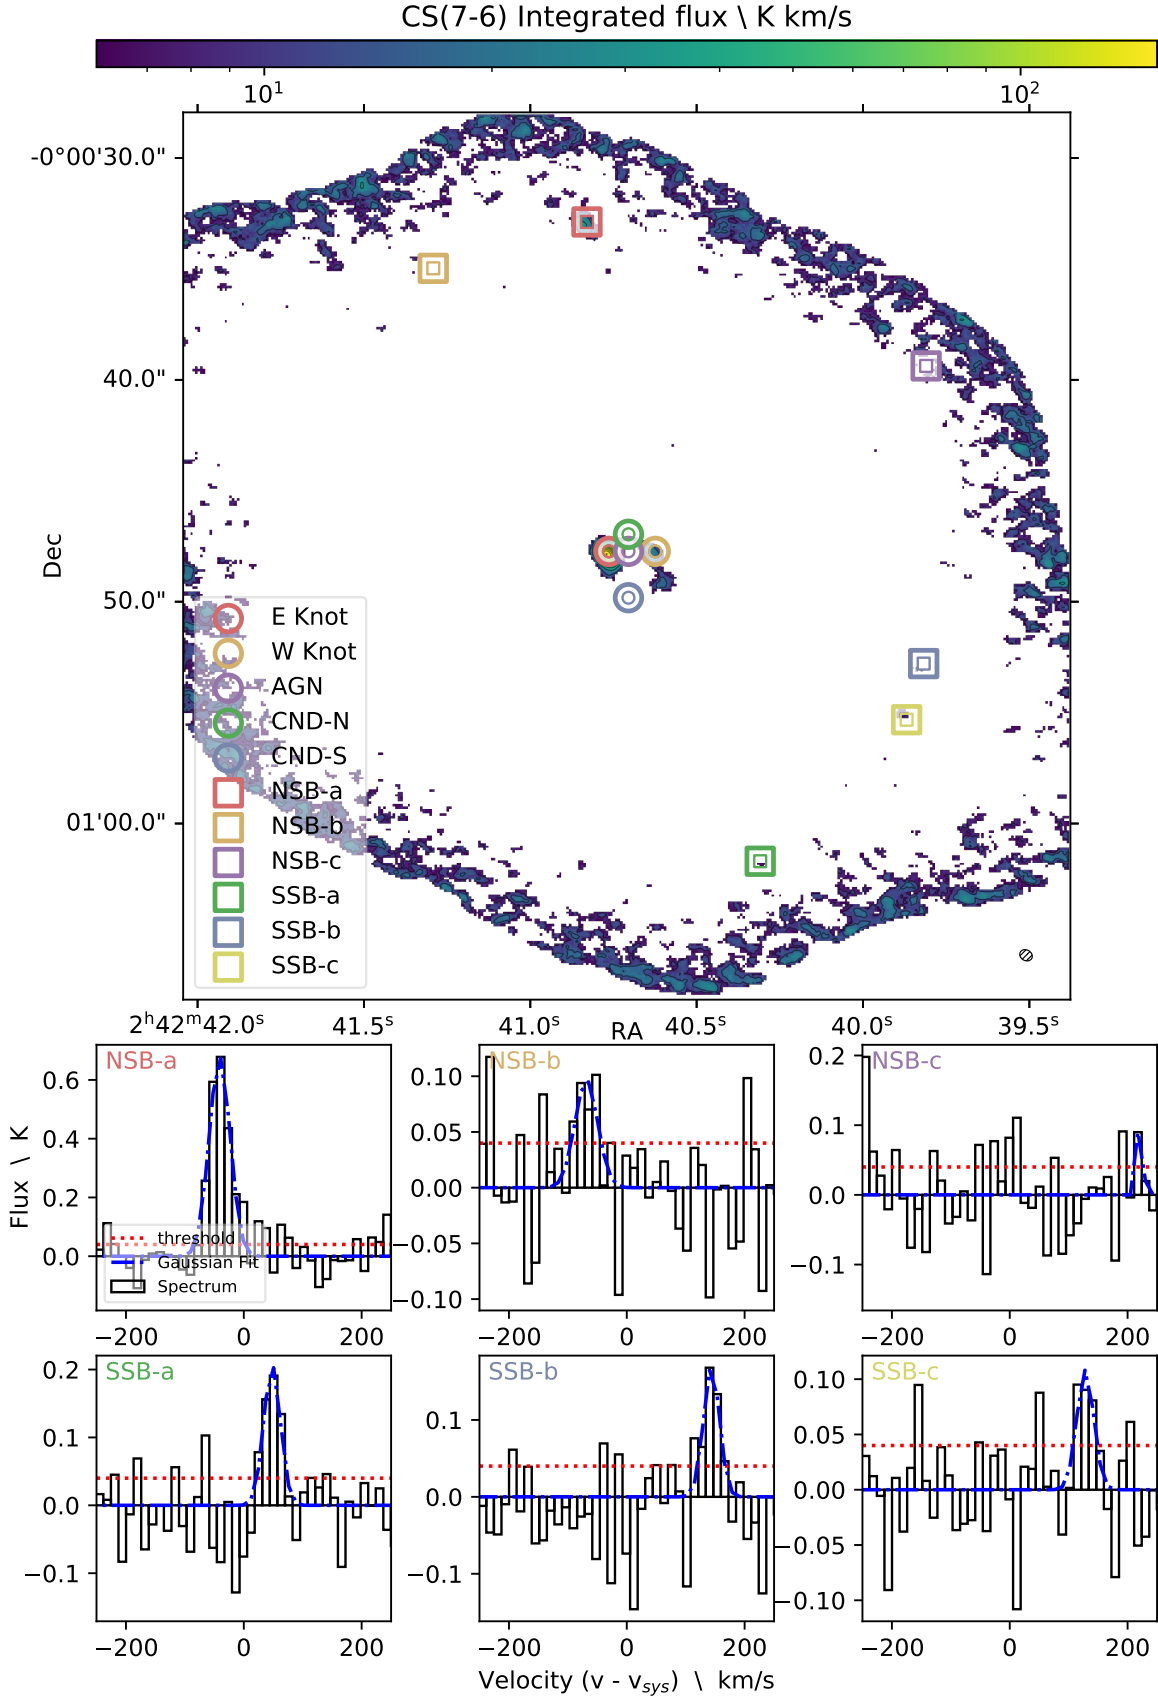 CS(7-6) Integrated flux \ K km/s
10¹ 10²
-0°00'30.0"
40.0"
50.0"
01'00.0"
Dec
E Knot
W Knot
AGN
CND-N
CND-S
NSB-a
NSB-b
NSB-c
SSB-a
SSB-b
SSB-c
2ʰ42ᵐ42.0ˢ 41.5ˢ 41.0ˢ 40.5ˢ 40.0ˢ 39.5ˢ
RA
NSB-a
0.6
0.4
0.2
0.0
−200 0 200
Flux \ K
threshold
Gaussian Fit
Spectrum
NSB-b
0.10
0.05
0.00
−0.05
−0.10
−200 0 200
NSB-c
0.2
0.1
0.0
−0.1
−200 0 200
SSB-a
0.2
0.1
0.0
−0.1
−200 0 200
SSB-b
0.1
0.0
−0.1
−200 0 200
SSB-c
0.10
0.05
0.00
−0.05
−0.10
−200 0 200
Velocity (v - v_sys) \ km/s